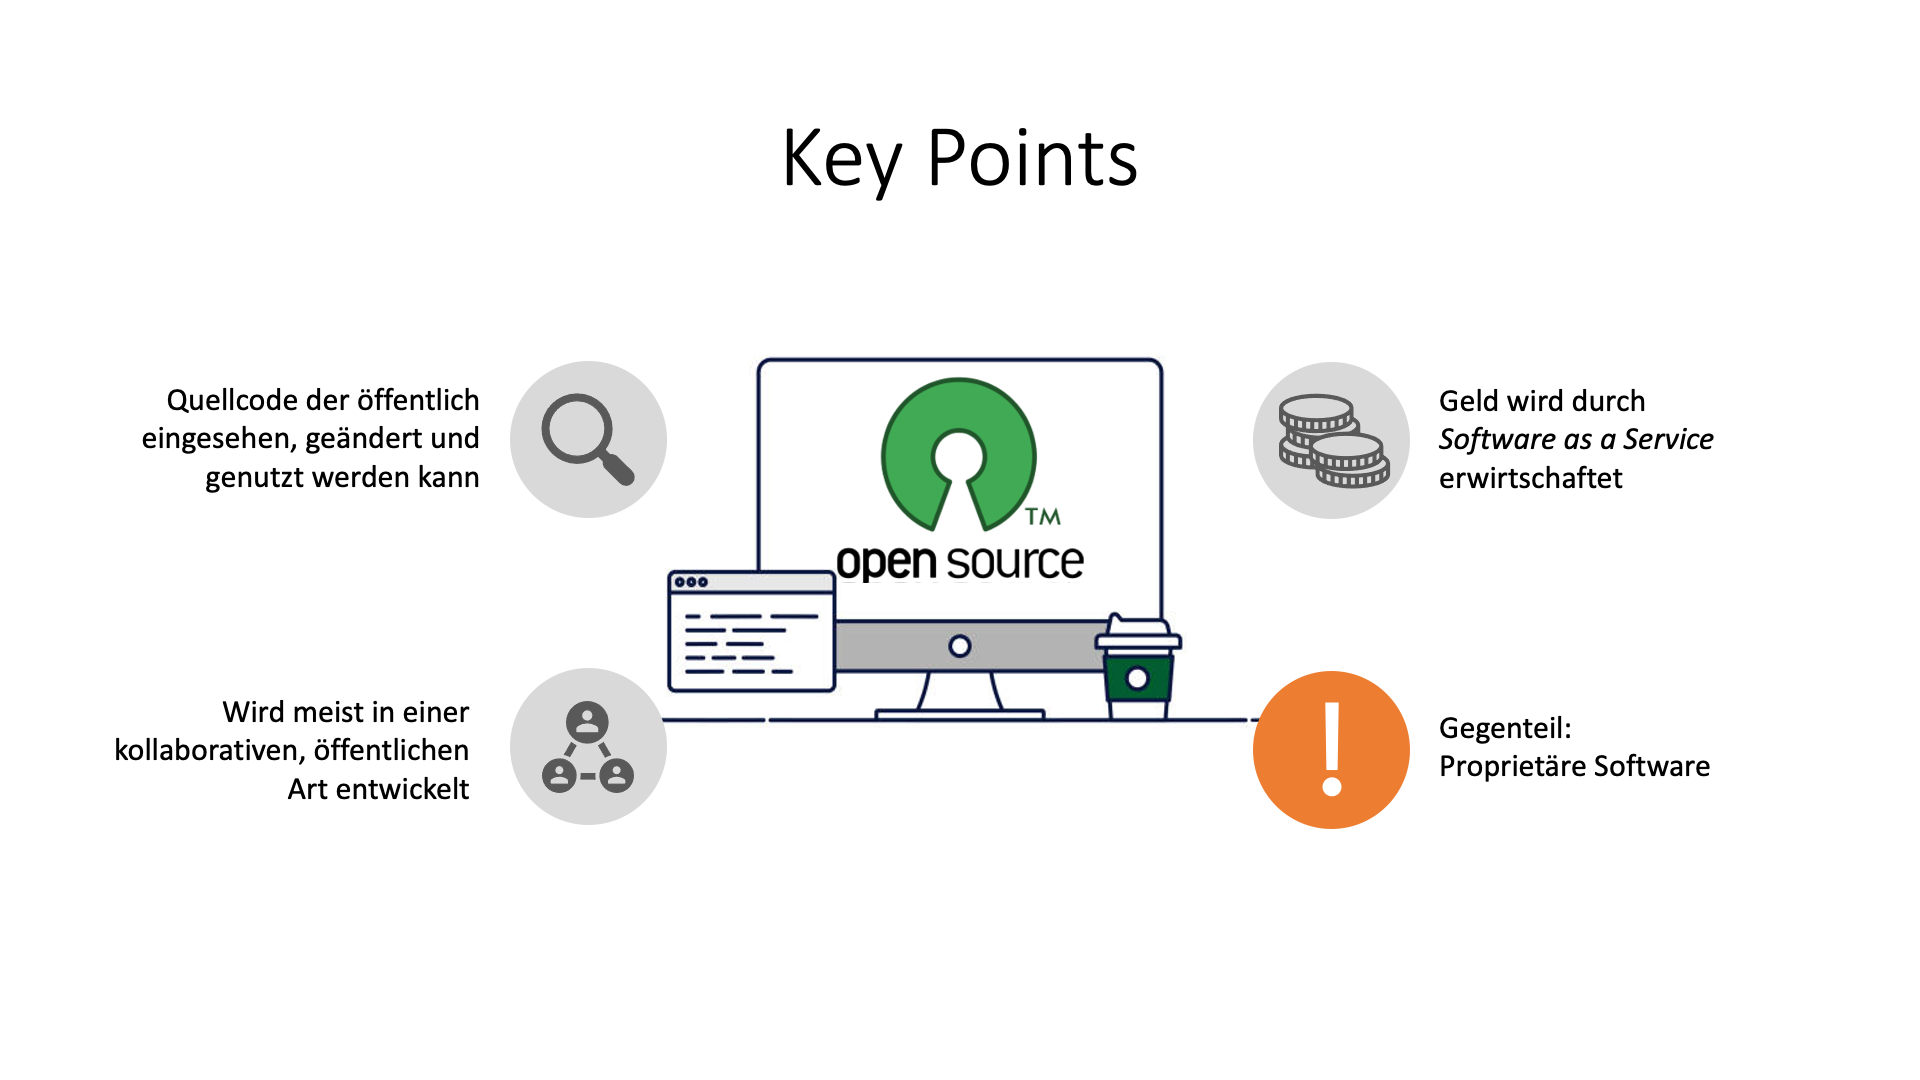 Key Points
Quellcode der öffentlich
eingesehen, geändert und
genutzt werden kann
Wird meist in einer
kollaborativen, öffentlichen
Art entwickelt
TM
open source
Geld wird durch
Software as a Service
erwirtschaftet
Gegenteil:
Proprietäre Software